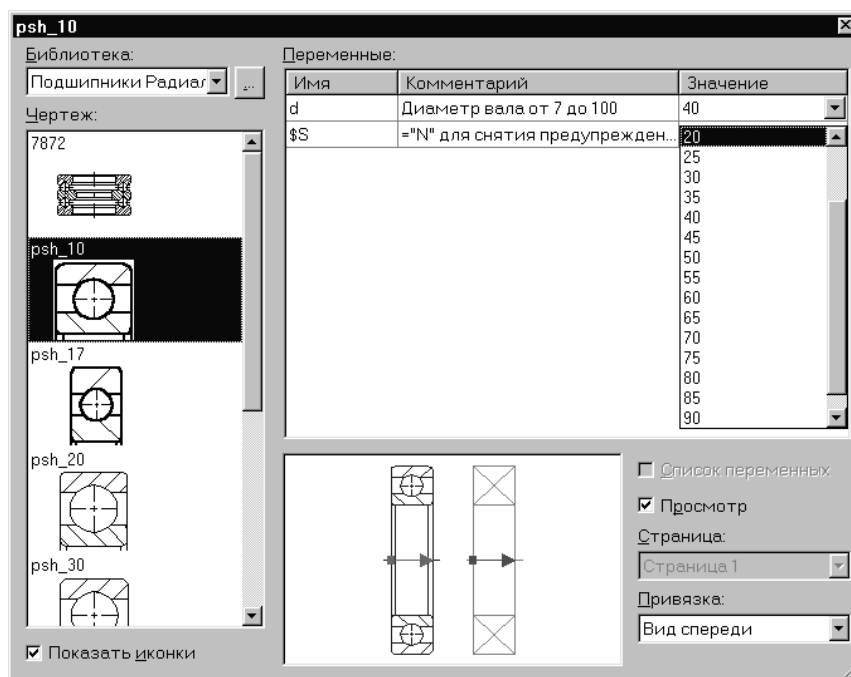 psh_10
Библиотека:
Подшипники Радиал
...
Чертеж:
7872
psh_10
psh_17
psh_20
psh_30
Показать иконки
Переменные:
Имя Комментарий Значение
d Диаметр вала от 7 до 100 40
$S ="N" для снятия предупрежден...
20
25
30
35
40
45
50
55
60
65
70
75
80
85
90
Список переменных
Просмотр
Страница:
Страница 1
Привязка:
Вид спереди